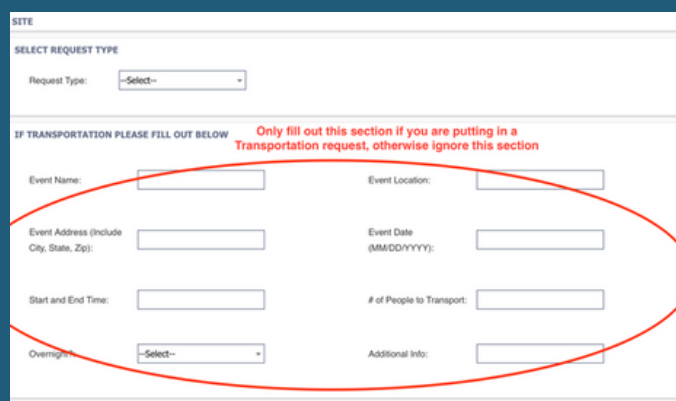 SITE
SELECT REQUEST TYPE
Request Type:
--Select--
IF TRANSPORTATION PLEASE FILL OUT BELOW
Only fill out this section if you are putting in a
Transportation request, otherwise ignore this section
Event Name:
Event Location:
Event Address (Include
City, State, Zip):
Event Date
(MM/DD/YYYY):
Start and End Time:
# of People to Transport:
Overnight?:
--Select--
Additional Info: